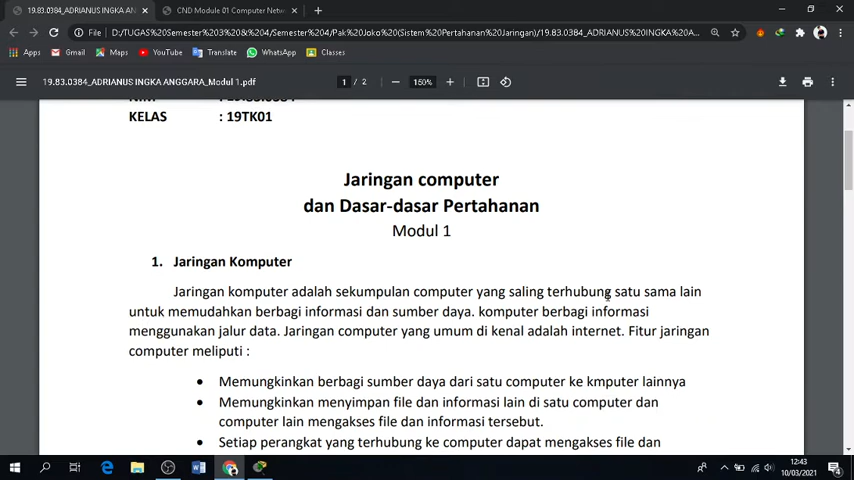 19.83.0384_ADRIANUS INGKA AN
CND Module 01 Computer Netw
File D:/TUGAS%20Semester%203%20&%204/Semester%204/Pak%20Joko%20(Sistem%20Pertahanan%20Jaringan)/19.83.0384_ADRIANUS%20INGKA%20A...
Apps Gmail Maps YouTube Translate WhatsApp Classes
19.83.0384_ADRIANUS INGKA ANGGARA_Modul 1.pdf 1 / 2 150%
KELAS : 19TK01
Jaringan computer
dan Dasar-dasar Pertahanan
Modul 1
1. Jaringan Komputer
Jaringan komputer adalah sekumpulan computer yang saling terhubung satu sama lain
untuk memudahkan berbagi informasi dan sumber daya. komputer berbagi informasi
menggunakan jalur data. Jaringan computer yang umum di kenal adalah internet. Fitur jaringan
computer meliputi :
• Memungkinkan berbagi sumber daya dari satu computer ke kmputer lainnya
• Memungkinkan menyimpan file dan informasi lain di satu computer dan
computer lain mengakses file dan informasi tersebut.
• Setiap perangkat yang terhubung ke computer dapat mengakses file dan
12:43
10/03/2021
4